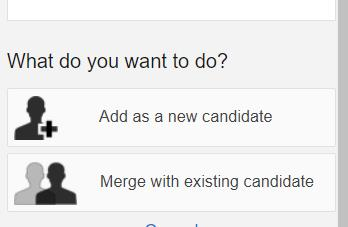 What do you want to do?
Add as a new candidate
Merge with existing candidate